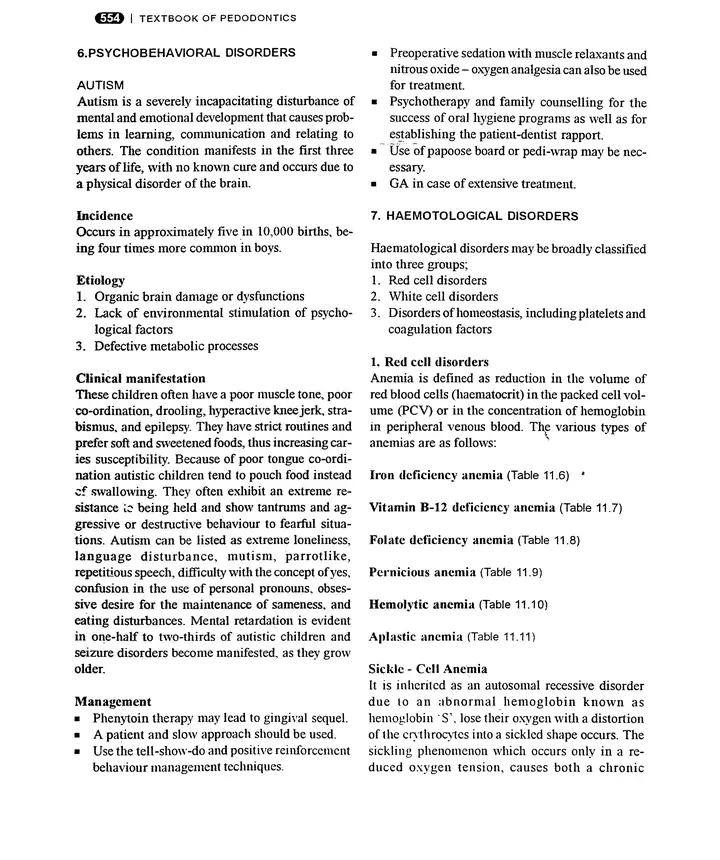 554 | TEXTBOOK OF PEDODONTICS
6.PSYCHOBEHAVIORAL DISORDERS
AUTISM
Autism is a severely incapacitating disturbance of
mental and emotional development that causes prob-
lems in learning, communication and relating to
others. The condition manifests in the first three
years of life, with no known cure and occurs due to
a physical disorder of the brain.
Incidence
Occurs in approximately five in 10,000 births, be-
ing four times more common in boys.
Etiology
1. Organic brain damage or dysfunctions
2. Lack of environmental stimulation of psycho-
logical factors
3. Defective metabolic processes
Clinical manifestation
These children often have a poor muscle tone, poor
co-ordination, drooling, hyperactive knee jerk, stra-
bismus, and epilepsy. They have strict routines and
prefer soft and sweetened foods, thus increasing car-
ies susceptibility. Because of poor tongue co-ordi-
nation autistic children tend to pouch food instead
of swallowing. They often exhibit an extreme re-
sistance to being held and show tantrums and ag-
gressive or destructive behaviour to fearful situa-
tions. Autism can be listed as extreme loneliness,
language disturbance, mutism, parrotlike,
repetitious speech, difficulty with the concept of yes,
confusion in the use of personal pronouns, obses-
sive desire for the maintenance of sameness, and
eating disturbances. Mental retardation is evident
in one-half to two-thirds of autistic children and
seizure disorders become manifested, as they grow
older.
Management
▪ Phenytoin therapy may lead to gingival sequel.
▪ A patient and slow approach should be used.
▪ Use the tell-show-do and positive reinforcement
behaviour management techniques.
▪ Preoperative sedation with muscle relaxants and
nitrous oxide – oxygen analgesia can also be used
for treatment.
▪ Psychotherapy and family counselling for the
success of oral hygiene programs as well as for
establishing the patient-dentist rapport.
▪ Use of papoose board or pedi-wrap may be nec-
essary.
▪ GA in case of extensive treatment.
7. HAEMOTOLOGICAL DISORDERS
Haematological disorders may be broadly classified
into three groups;
1. Red cell disorders
2. White cell disorders
3. Disorders of homeostasis, including platelets and
coagulation factors
1. Red cell disorders
Anemia is defined as reduction in the volume of
red blood cells (haematocrit) in the packed cell vol-
ume (PCV) or in the concentration of hemoglobin
in peripheral venous blood. The various types of
anemias are as follows:
Iron deficiency anemia (Table 11.6)
Vitamin B-12 deficiency anemia (Table 11.7)
Folate deficiency anemia (Table 11.8)
Pernicious anemia (Table 11.9)
Hemolytic anemia (Table 11.10)
Aplastic anemia (Table 11.11)
Sickle - Cell Anemia
It is inherited as an autosomal recessive disorder
due to an abnormal hemoglobin known as
hemoglobin 'S', lose their oxygen with a distortion
of the erythrocytes into a sickled shape occurs. The
sickling phenomenon which occurs only in a re-
duced oxygen tension, causes both a chronic